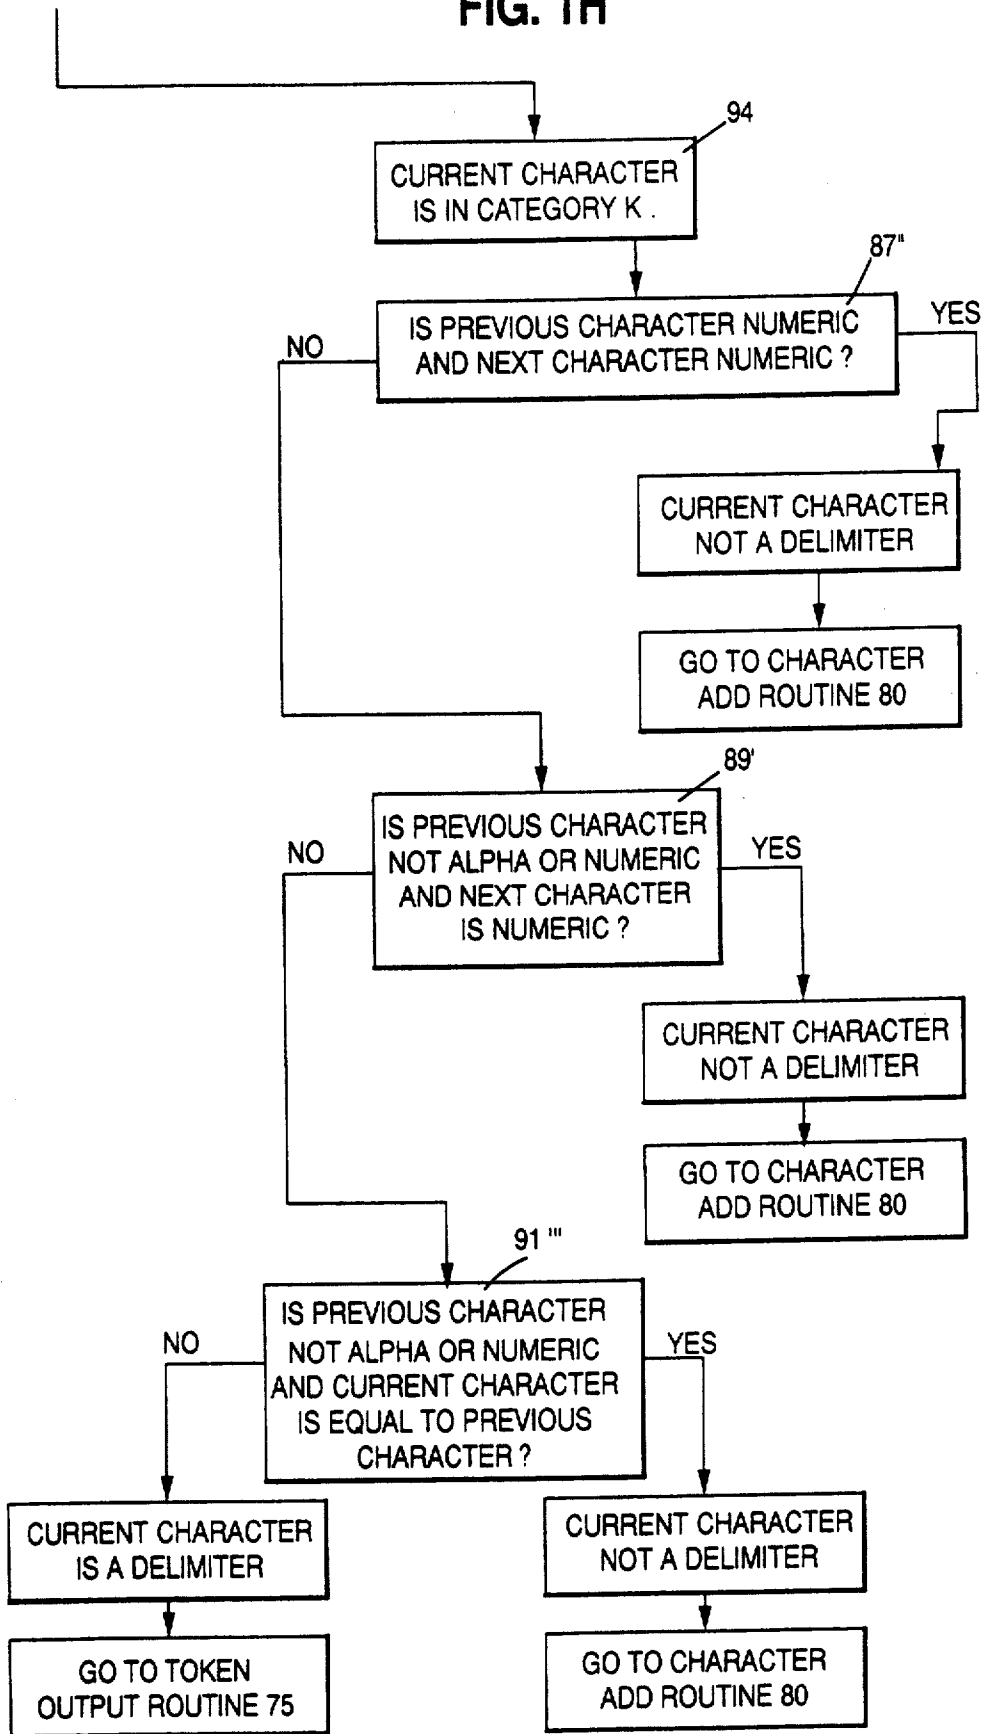 FIG. 1H
94
CURRENT CHARACTER
IS IN CATEGORY K .
87"
IS PREVIOUS CHARACTER NUMERIC
AND NEXT CHARACTER NUMERIC ?
YES
NO
CURRENT CHARACTER
NOT A DELIMITER
GO TO CHARACTER
ADD ROUTINE 80
89'
IS PREVIOUS CHARACTER
NOT ALPHA OR NUMERIC
AND NEXT CHARACTER
IS NUMERIC ?
NO
YES
CURRENT CHARACTER
NOT A DELIMITER
GO TO CHARACTER
ADD ROUTINE 80
91 '''
IS PREVIOUS CHARACTER
NOT ALPHA OR NUMERIC
AND CURRENT CHARACTER
IS EQUAL TO PREVIOUS
CHARACTER ?
NO
YES
CURRENT CHARACTER
IS A DELIMITER
GO TO TOKEN
OUTPUT ROUTINE 75
CURRENT CHARACTER
NOT A DELIMITER
GO TO CHARACTER
ADD ROUTINE 80